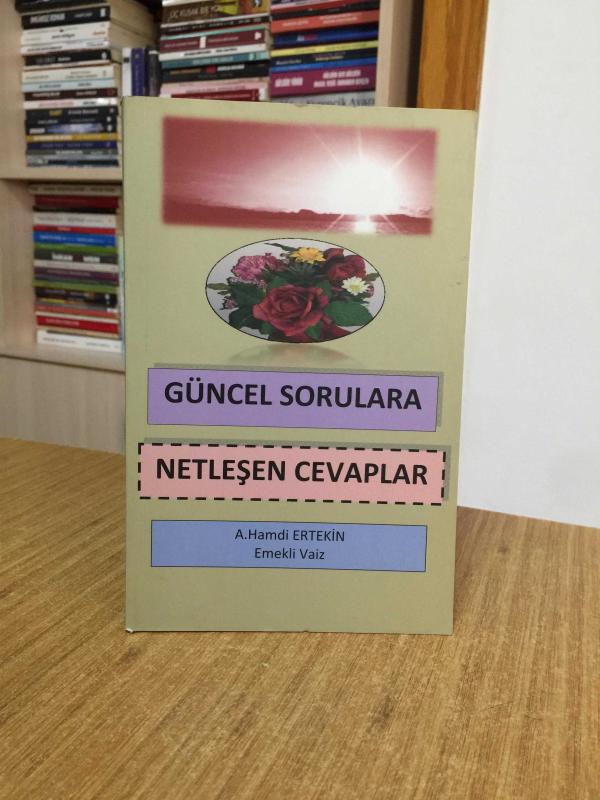 GÜNCEL SORULARA
NETLEŞEN CEVAPLAR
A.Hamdi ERTEKİN
Emekli Vaiz